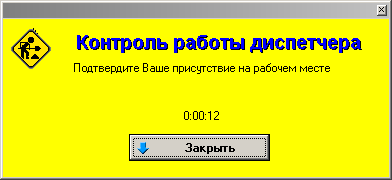 Контроль работы диспетчера
Подтвердите Ваше присутствие на рабочем месте
0:00:12
Закрыть